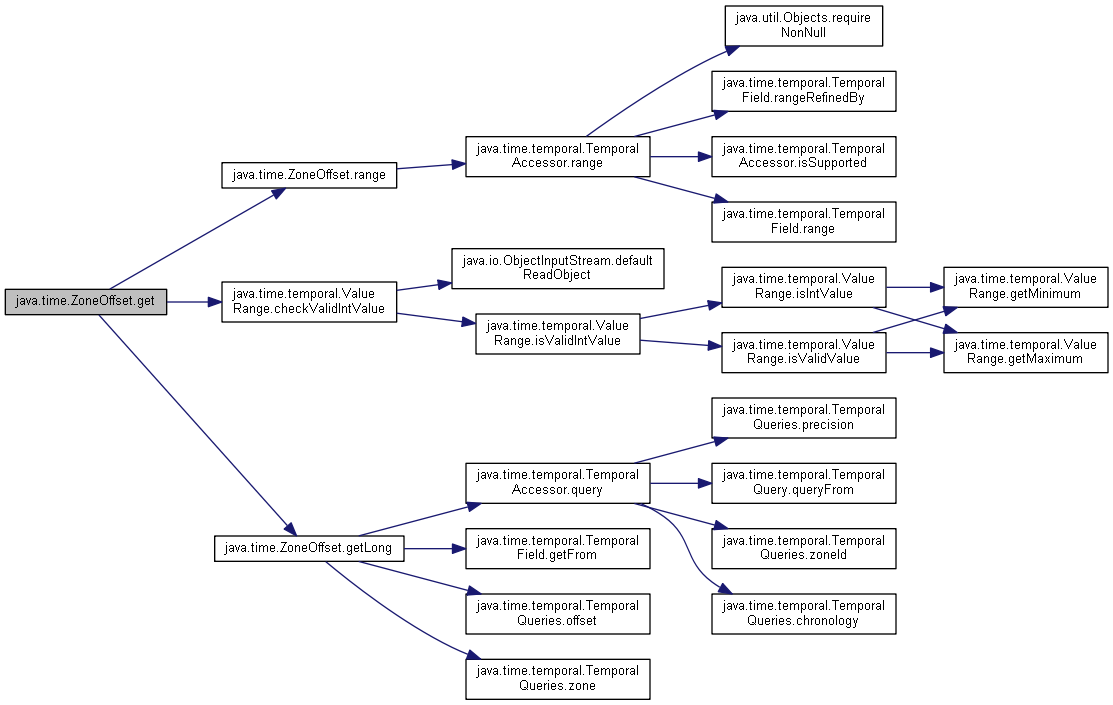 java.util.Objects.require
NonNull
java.time.temporal.Temporal
Field.rangeRefinedBy
java.time.temporal.Temporal
Accessor.range
java.time.temporal.Temporal
Accessor.isSupported
java.time.ZoneOffset.range
java.time.temporal.Temporal
Field.range
java.io.ObjectInputStream.default
ReadObject
java.time.ZoneOffset.get
java.time.temporal.Value
Range.checkValidIntValue
java.time.temporal.Value
Range.isIntValue
java.time.temporal.Value
Range.getMinimum
java.time.temporal.Value
Range.isValidIntValue
java.time.temporal.Value
Range.isValidValue
java.time.temporal.Value
Range.getMaximum
java.time.temporal.Temporal
Queries.precision
java.time.temporal.Temporal
Accessor.query
java.time.temporal.Temporal
Query.queryFrom
java.time.ZoneOffset.getLong
java.time.temporal.Temporal
Field.getFrom
java.time.temporal.Temporal
Queries.zoneId
java.time.temporal.Temporal
Queries.offset
java.time.temporal.Temporal
Queries.chronology
java.time.temporal.Temporal
Queries.zone